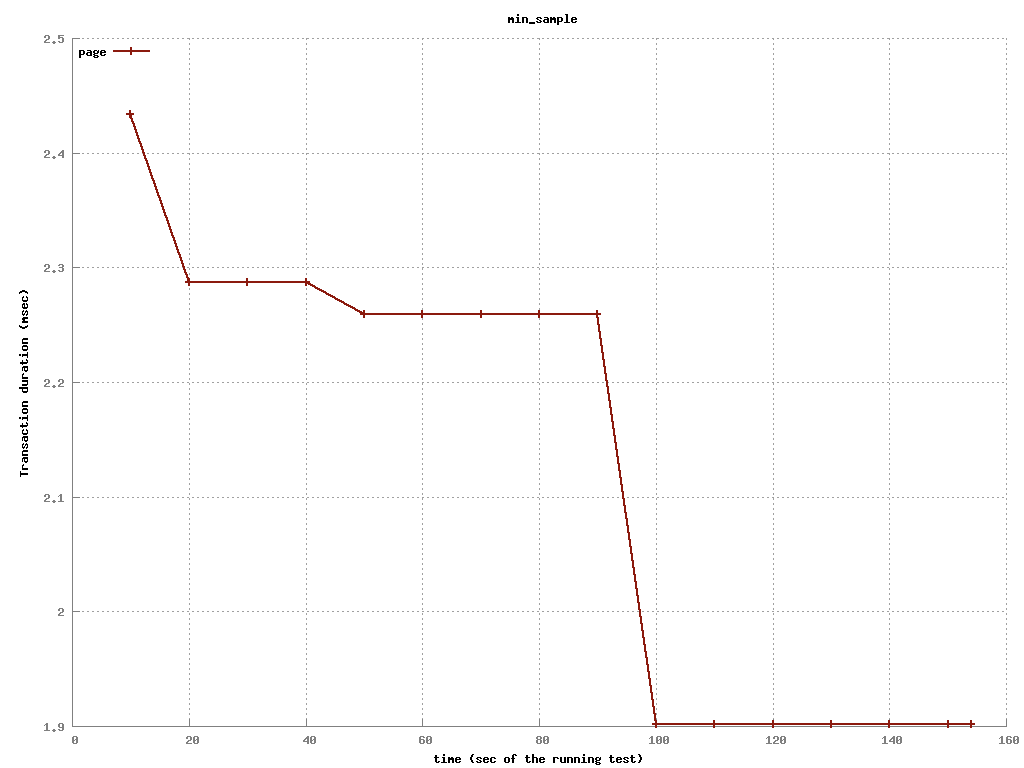 min_sample
2.5
page
2.4
2.3
2.2
2.1
2
1.9
0 20 40 60 80 100 120 140 160
time (sec of the running test)
Transaction duration (msec)